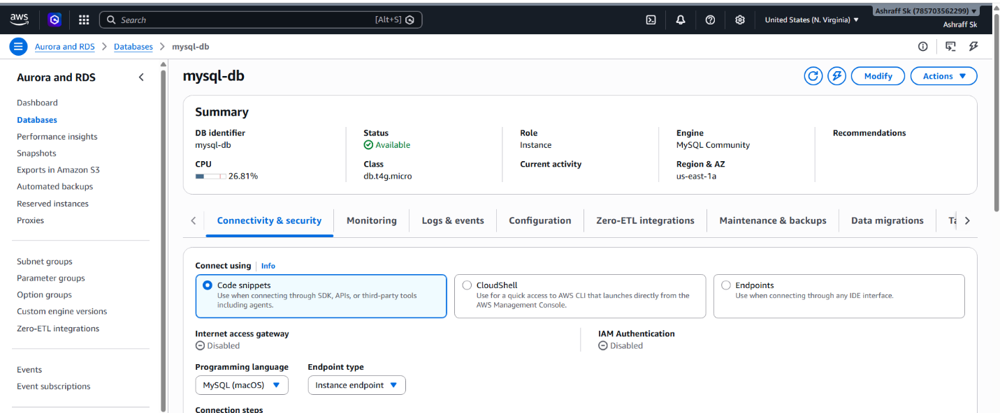 aws
Search
[Alt+S]
United States (N. Virginia)
Ashraff Sk (785703562299)
Ashraff Sk
Aurora and RDS
Databases
mysql-db
Aurora and RDS
Dashboard
Databases
Performance insights
Snapshots
Exports in Amazon S3
Automated backups
Reserved instances
Proxies
Subnet groups
Parameter groups
Option groups
Custom engine versions
Zero-ETL integrations
Events
Event subscriptions
mysql-db
Modify
Actions
Summary
DB identifier
mysql-db
CPU
26.81%
Status
Available
Class
db.t4g.micro
Role
Instance
Current activity
Engine
MySQL Community
Region & AZ
us-east-1a
Recommendations
Connectivity & security
Monitoring
Logs & events
Configuration
Zero-ETL integrations
Maintenance & backups
Data migrations
Connect using
Info
Code snippets
Use when connecting through SDK, APIs, or third-party tools
including agents.
CloudShell
Use for a quick access to AWS CLI that launches directly from the
AWS Management Console.
Endpoints
Use when connecting through any IDE interface.
Internet access gateway
Disabled
IAM Authentication
Disabled
Programming language
MySQL (macOS)
Endpoint type
Instance endpoint
Connection steps